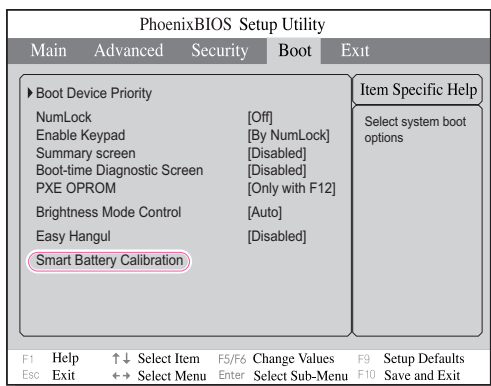 PhoenixBIOS Setup Utility
Main Advanced Security Boot Exit
Boot Device Priority
NumLock [Off]
Enable Keypad [By NumLock]
Summary screen [Disabled]
Boot-time Diagnostic Screen [Disabled]
PXE OPROM [Only with F12]
Brightness Mode Control [Auto]
Easy Hangul [Disabled]
Smart Battery Calibration
Item Specific Help
Select system boot
options
F1 Help ↑↓ Select Item F5/F6 Change Values F9 Setup Defaults
Esc Exit ←→ Select Menu Enter Select Sub-Menu F10 Save and Exit